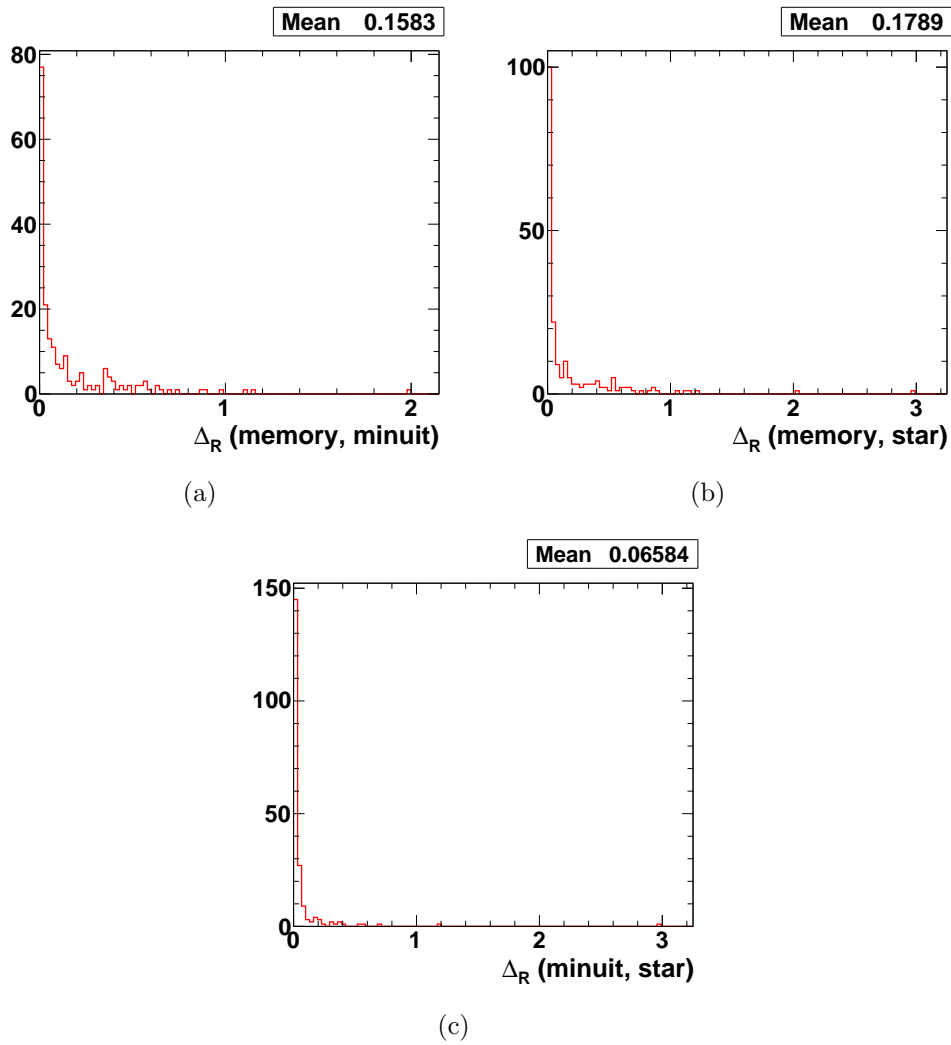 Mean 0.1583
80
60
40
20
0
0 1 2
Δ_R (memory, minuit)
(a)
Mean 0.1789
100
50
0
0 1 2 3
Δ_R (memory, star)
(b)
Mean 0.06584
150
100
50
0
0 1 2 3
Δ_R (minuit, star)
(c)